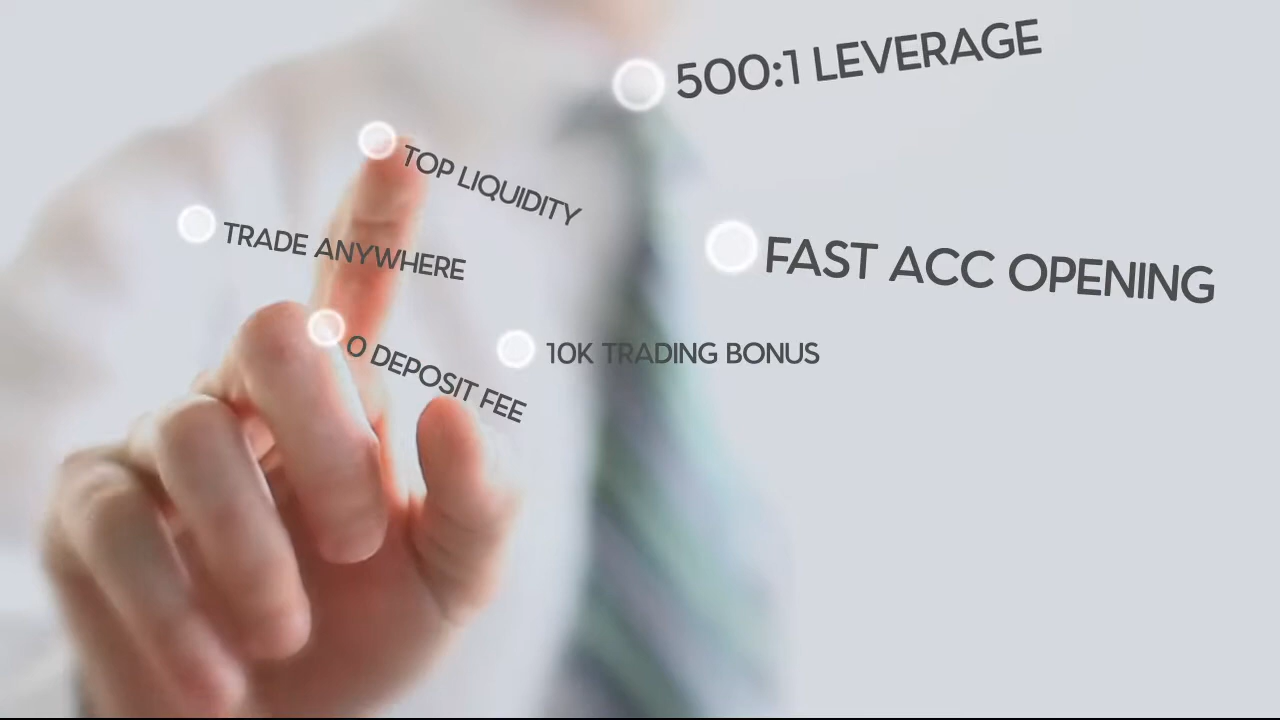 500:1 LEVERAGE
TOP LIQUIDITY
TRADE ANYWHERE
FAST ACC OPENING
0 DEPOSIT FEE
10K TRADING BONUS